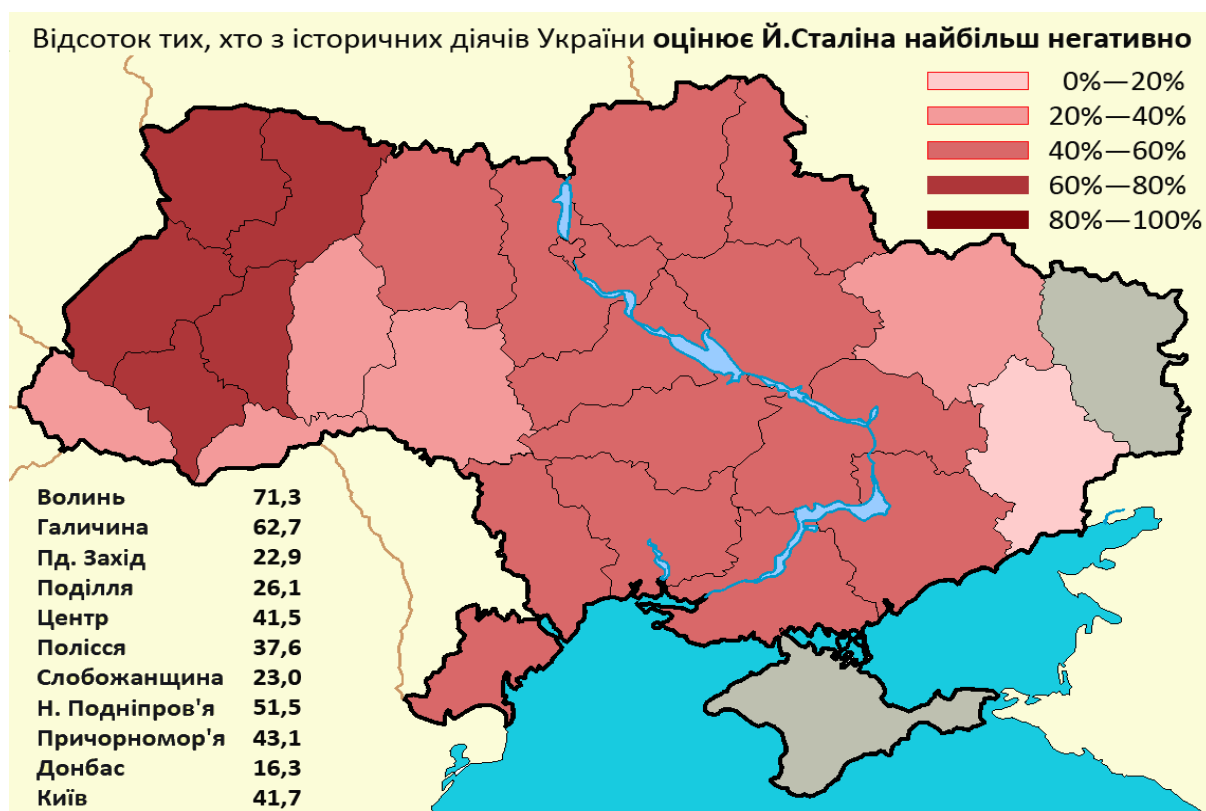 Відсоток тих, хто з історичних діячів України оцінює Й.Сталіна найбільш негативно
0%—20%
20%—40%
40%—60%
60%—80%
80%—100%
Волинь 71,3
Галичина 62,7
Пд. Захід 22,9
Поділля 26,1
Центр 41,5
Полісся 37,6
Слобожанщина 23,0
Н. Подніпров'я 51,5
Причорномор'я 43,1
Донбас 16,3
Київ 41,7